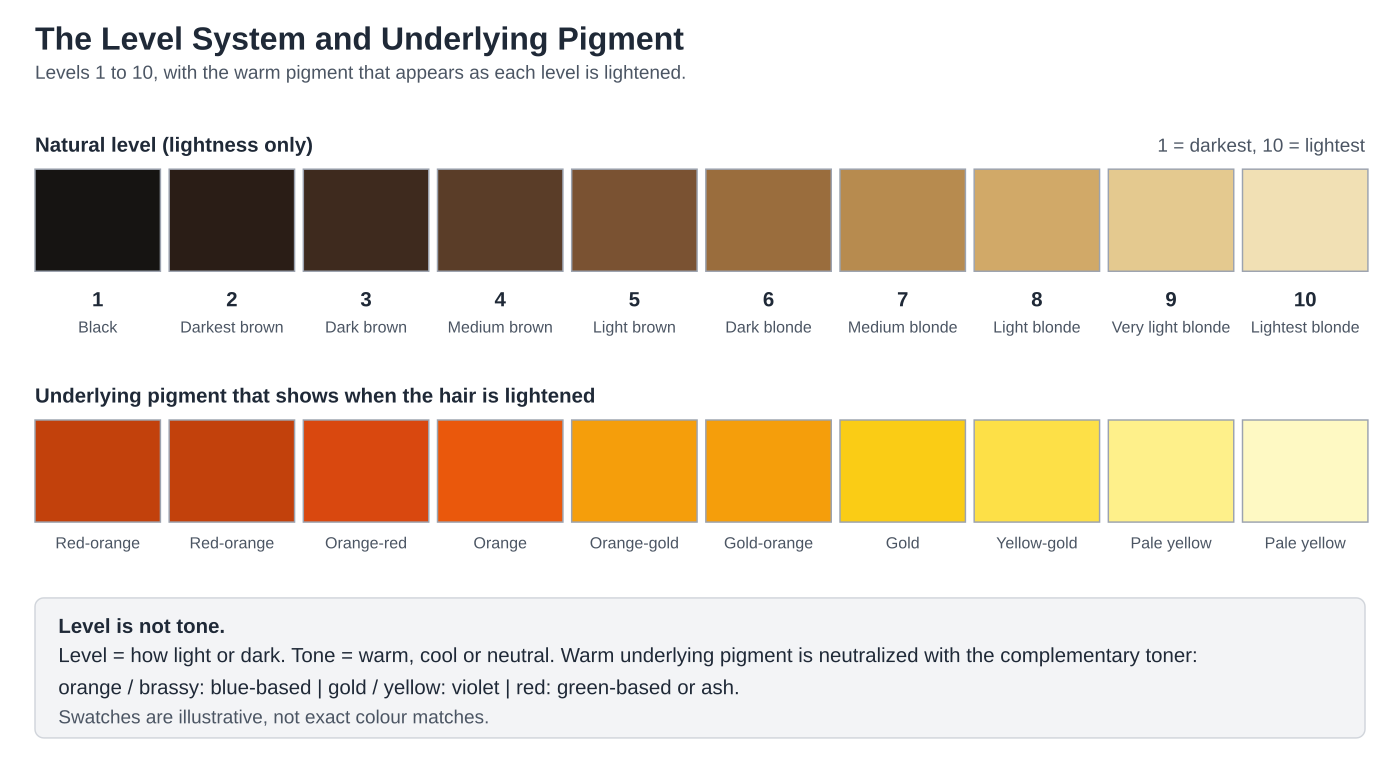 The Level System and Underlying Pigment
Levels 1 to 10, with the warm pigment that appears as each level is lightened.
Natural level (lightness only) 1 = darkest, 10 = lightest
1 2 3 4 5 6 7 8 9 10
Black Darkest brown Dark brown Medium brown Light brown Dark blonde Medium blonde Light blonde Very light blonde Lightest blonde
Underlying pigment that shows when the hair is lightened
Red-orange Red-orange Orange-red Orange Orange-gold Gold-orange Gold Yellow-gold Pale yellow Pale yellow
Level is not tone.
Level = how light or dark. Tone = warm, cool or neutral. Warm underlying pigment is neutralized with the complementary toner:
orange / brassy: blue-based | gold / yellow: violet | red: green-based or ash.
Swatches are illustrative, not exact colour matches.